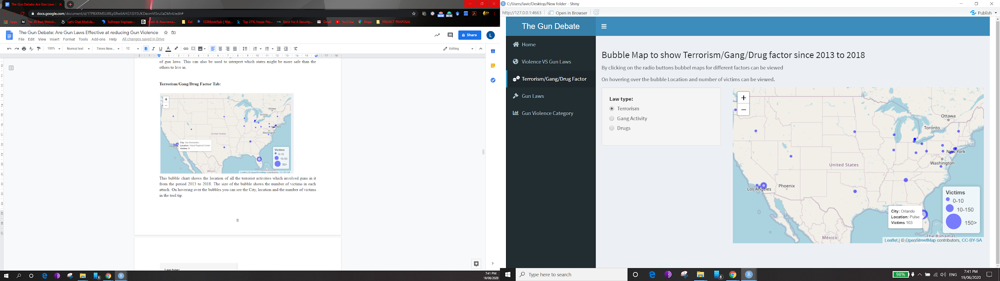 The Gun Debate: Are Gun Laws
docs.google.com/document/d/1TPBXRMSUiRLySRwilAHG1SI15UKDecmVI5ruSaDkfv4/edit#
Apps
The 30 Best Websit...
Let's Chat Module...
Software Engineer...
Audit & Assurance...
Del
123MovieRulz | Wat...
Top 21% House Pric...
Enrol For A Security...
Gmail
YouTube
Maps
PROJECT PRAPOSAL
The Gun Debate: Are Gun Laws Effective at reducing Gun Violence
File Edit View Insert Format Tools Add-ons Help All changes saved in Drive
Share
L
100% Normal text Times New... 12 B I U A Editing
of gun laws. This can also be used to interpret which states might be more safe than the
others to live in.
Terrorism/Gang/Drug Factor Tab:
+
−
Ottawa
Toronto
New York
Washington
United States
City: San Bernardino
Location: Inland Regional Center
Victims 35
Los Angeles
Victims
0-10
10-50
50>
México
The Bahamas
Leaflet | © OpenStreetMap contributors, CC-BY-SA
This bubble chart shows the location of all the terrorist activities which involved guns in it
from the period 2013 to 2018. The size of the bubble shows the number of victims in each
attack. On hovering over the bubbles you can see the City, location and the number of victims
in the tool tip.
8
Law type:
7:41 PM
19/06/2020
C:/Users/lavir/Desktop/New folder - Shiny
http://127.0.0.1:4663 Open in Browser
Publish
The Gun Debate
Home
Violence VS Gun Laws
Terrorism/Gang/Drug Factor
Gun Laws
Gun Violence Category
Bubble Map to show Terrorism/Gang/Drug factor since 2013 to 2018
By clicking on the radio buttons bubbel maps for different factors can be viewed
On hovering over the bubble Location and number of victims can be viewed.
Law type:
Terrorism
Gang Activity
Drugs
+
−
Ottawa
Toronto
New York
Washington
United States
Los Angeles
Phoenix
Victims
0-10
10-150
150>
City: Orlando
Location: Pulse
Victims 103
México
The Bahamas
Leaflet | © OpenStreetMap contributors, CC-BY-SA
Type here to search
8
98%
ENG
7:41 PM
19/06/2020